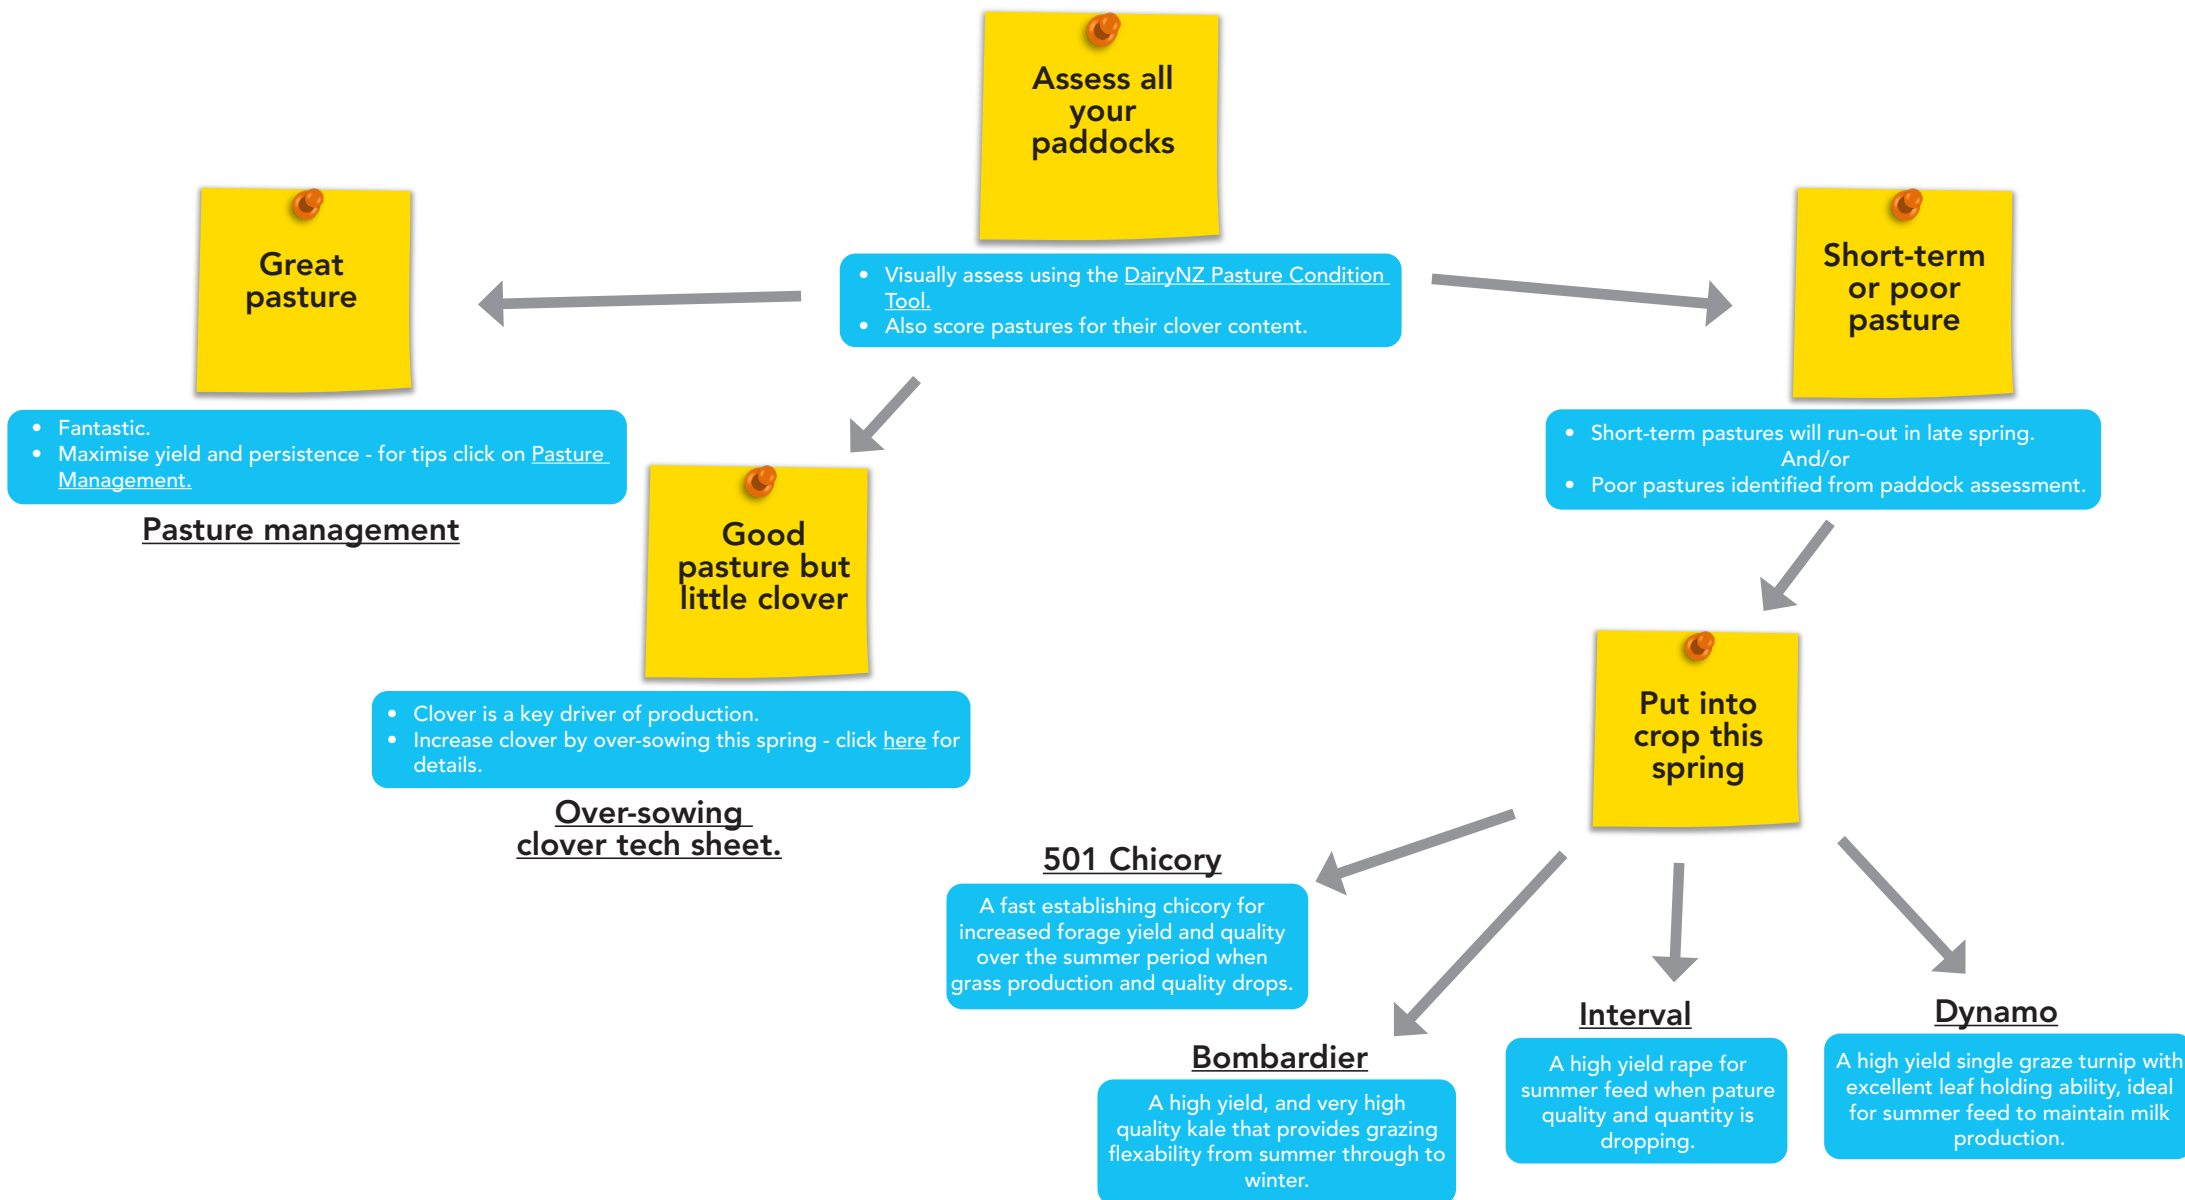 Assess all
your
paddocks
• Visually assess using the DairyNZ Pasture Condition
Tool.
• Also score pastures for their clover content.
Great
pasture
• Fantastic.
• Maximise yield and persistence - for tips click on Pasture
Management.
Pasture management
Good
pasture but
little clover
• Clover is a key driver of production.
• Increase clover by over-sowing this spring - click here for
details.
Over-sowing
clover tech sheet.
Short-term
or poor
pasture
• Short-term pastures will run-out in late spring.
And/or
• Poor pastures identified from paddock assessment.
Put into
crop this
spring
501 Chicory
A fast establishing chicory for
increased forage yield and quality
over the summer period when
grass production and quality drops.
Bombardier
A high yield, and very high
quality kale that provides grazing
flexability from summer through to
winter.
Interval
A high yield rape for
summer feed when pature
quality and quantity is
dropping.
Dynamo
A high yield single graze turnip with
excellent leaf holding ability, ideal
for summer feed to maintain milk
production.